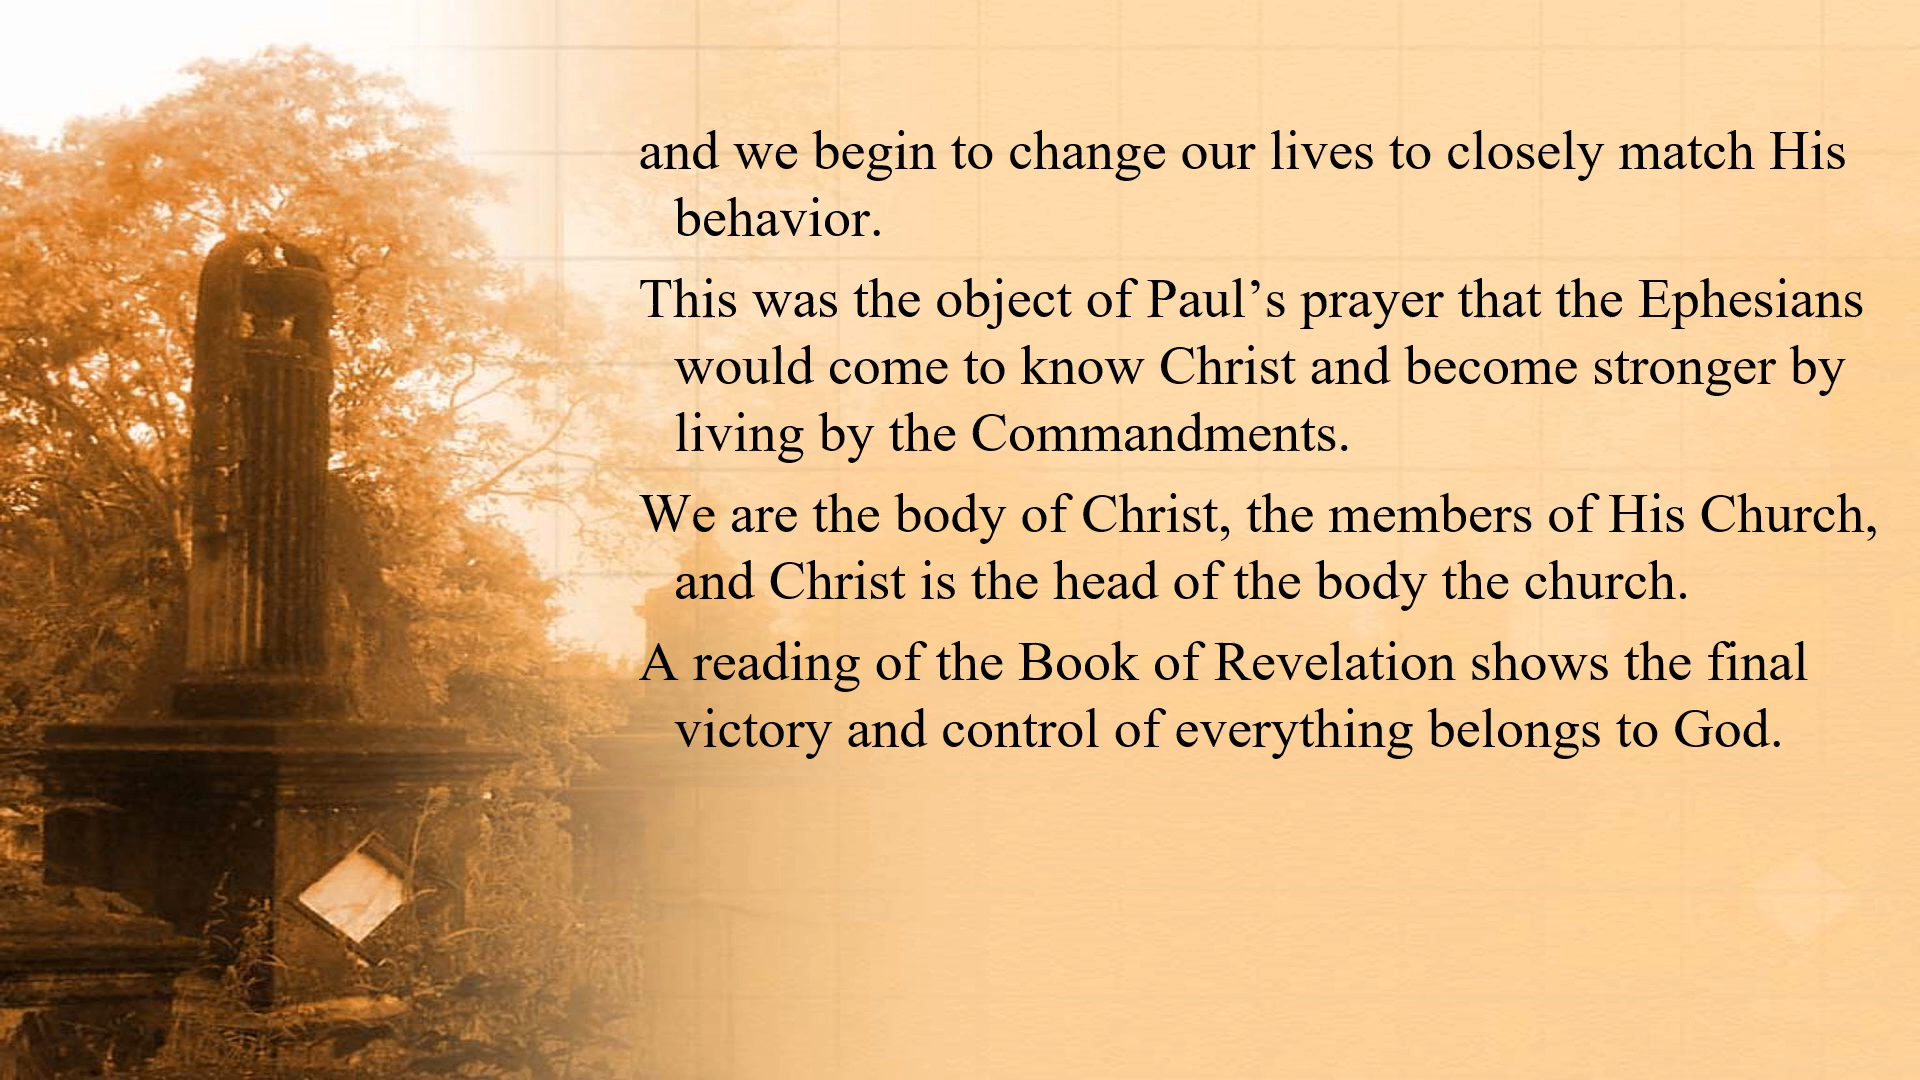 and we begin to change our lives to closely match His
behavior.
This was the object of Paul’s prayer that the Ephesians
would come to know Christ and become stronger by
living by the Commandments.
We are the body of Christ, the members of His Church,
and Christ is the head of the body the church.
A reading of the Book of Revelation shows the final
victory and control of everything belongs to God.